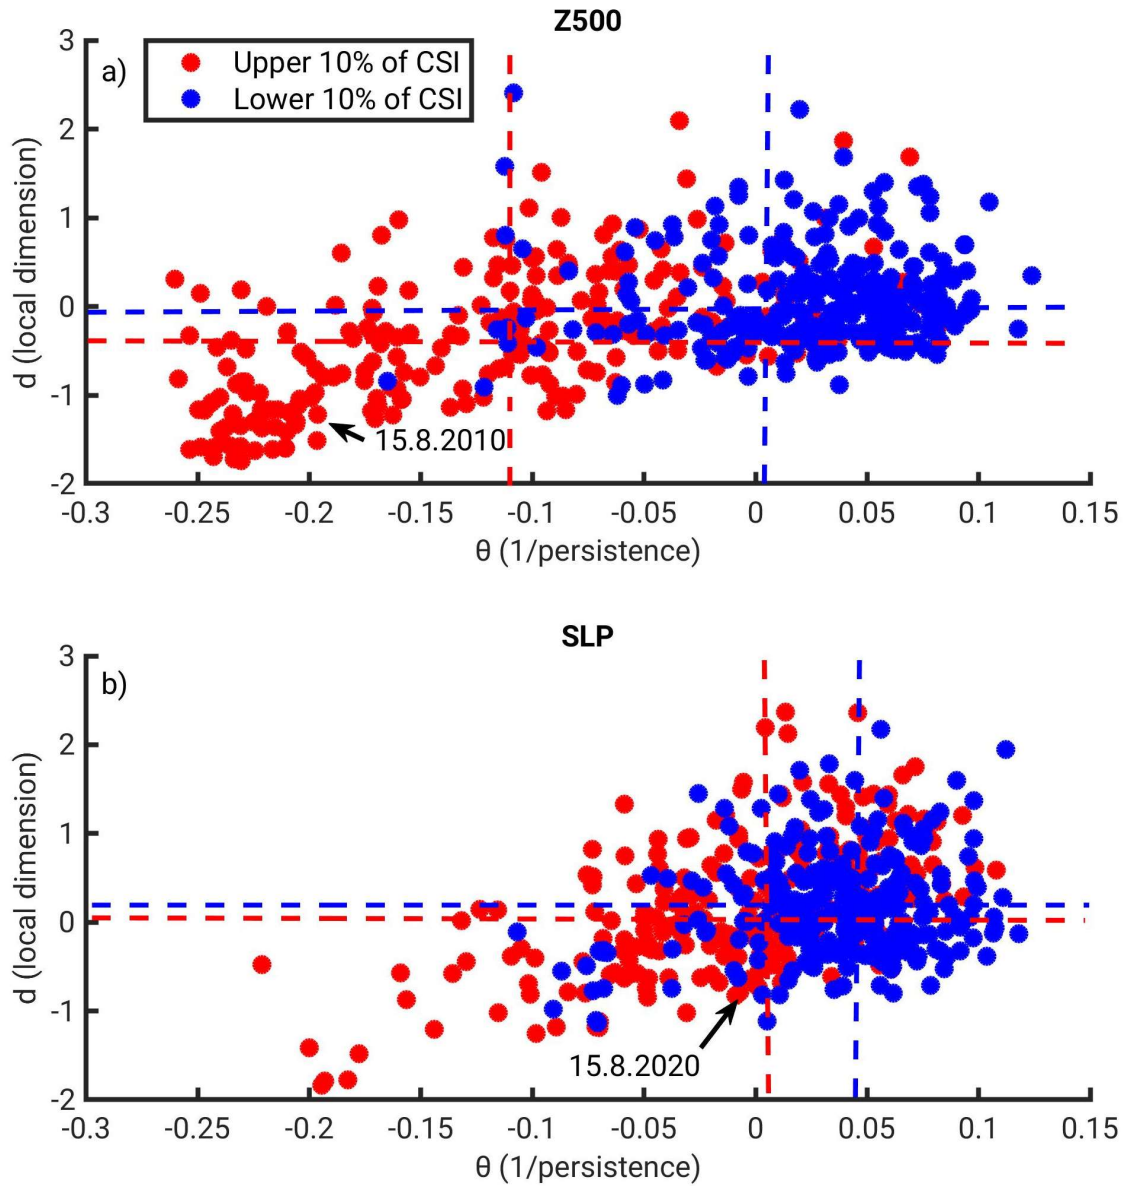 Z500
a)
Upper 10% of CSI
Lower 10% of CSI
d (local dimension)
3
2
1
0
-1
-2
15.8.2010
-0.3 -0.25 -0.2 -0.15 -0.1 -0.05 0 0.05 0.1 0.15
θ (1/persistence)
SLP
b)
d (local dimension)
3
2
1
0
-1
-2
15.8.2020
-0.3 -0.25 -0.2 -0.15 -0.1 -0.05 0 0.05 0.1 0.15
θ (1/persistence)